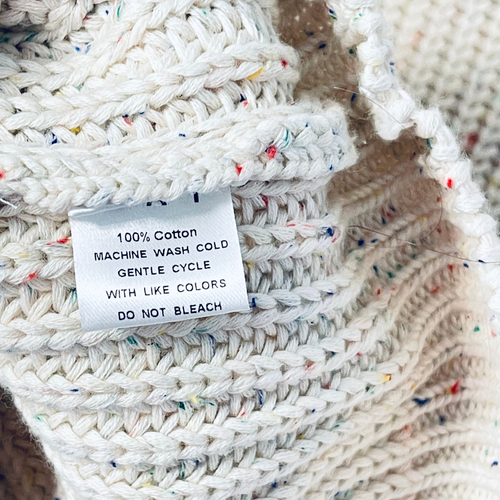 100% Cotton
MACHINE WASH COLD
GENTLE CYCLE
WITH LIKE COLORS
DO NOT BLEACH